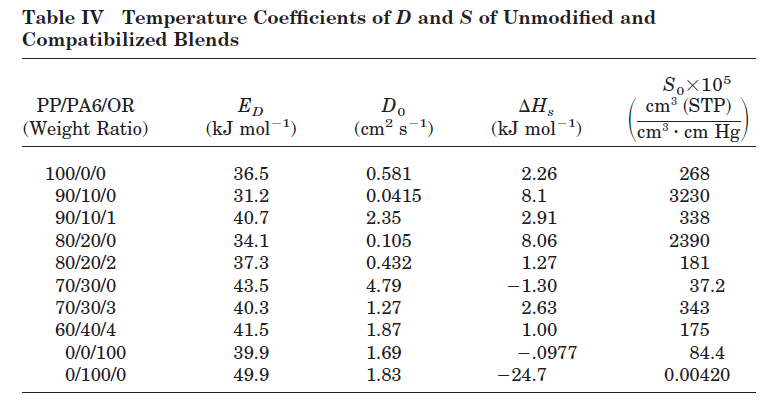 Table IV Temperature Coefficients of D and S of Unmodified and
Compatibilized Blends
PP/PA6/OR (Weight Ratio) E_D (kJ mol⁻¹) D₀ (cm² s⁻¹) ΔHₛ (kJ mol⁻¹) S₀×10⁵ (cm³ (STP) / cm³ · cm Hg)
100/0/0 36.5 0.581 2.26 268
90/10/0 31.2 0.0415 8.1 3230
90/10/1 40.7 2.35 2.91 338
80/20/0 34.1 0.105 8.06 2390
80/20/2 37.3 0.432 1.27 181
70/30/0 43.5 4.79 −1.30 37.2
70/30/3 40.3 1.27 2.63 343
60/40/4 41.5 1.87 1.00 175
0/0/100 39.9 1.69 −.0977 84.4
0/100/0 49.9 1.83 −24.7 0.00420